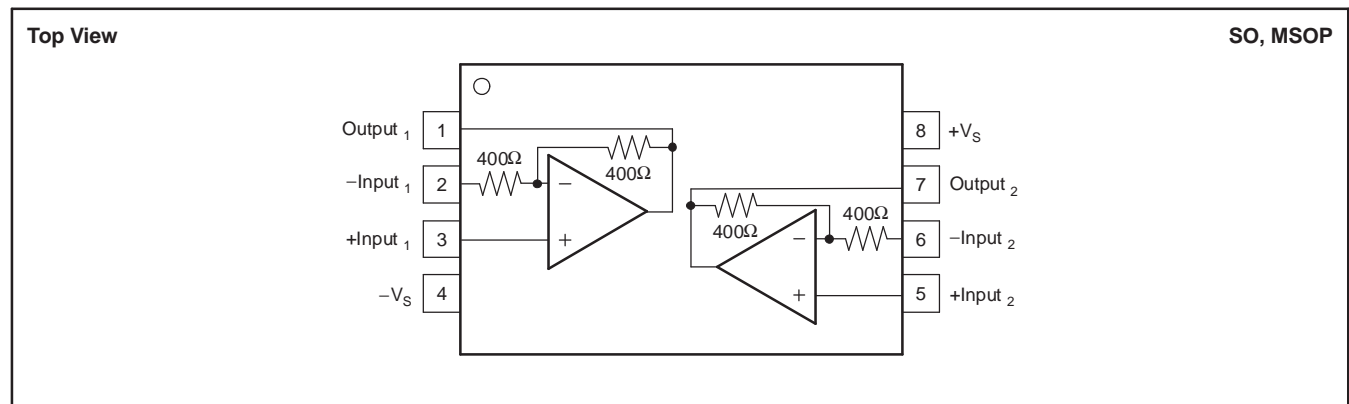 Top View
SO, MSOP
Output 1
1
–Input 1
2
+Input 1
3
–VS
4
400Ω
400Ω
–
+
8
+VS
7
Output 2
6
–Input 2
5
+Input 2
400Ω
400Ω
–
+